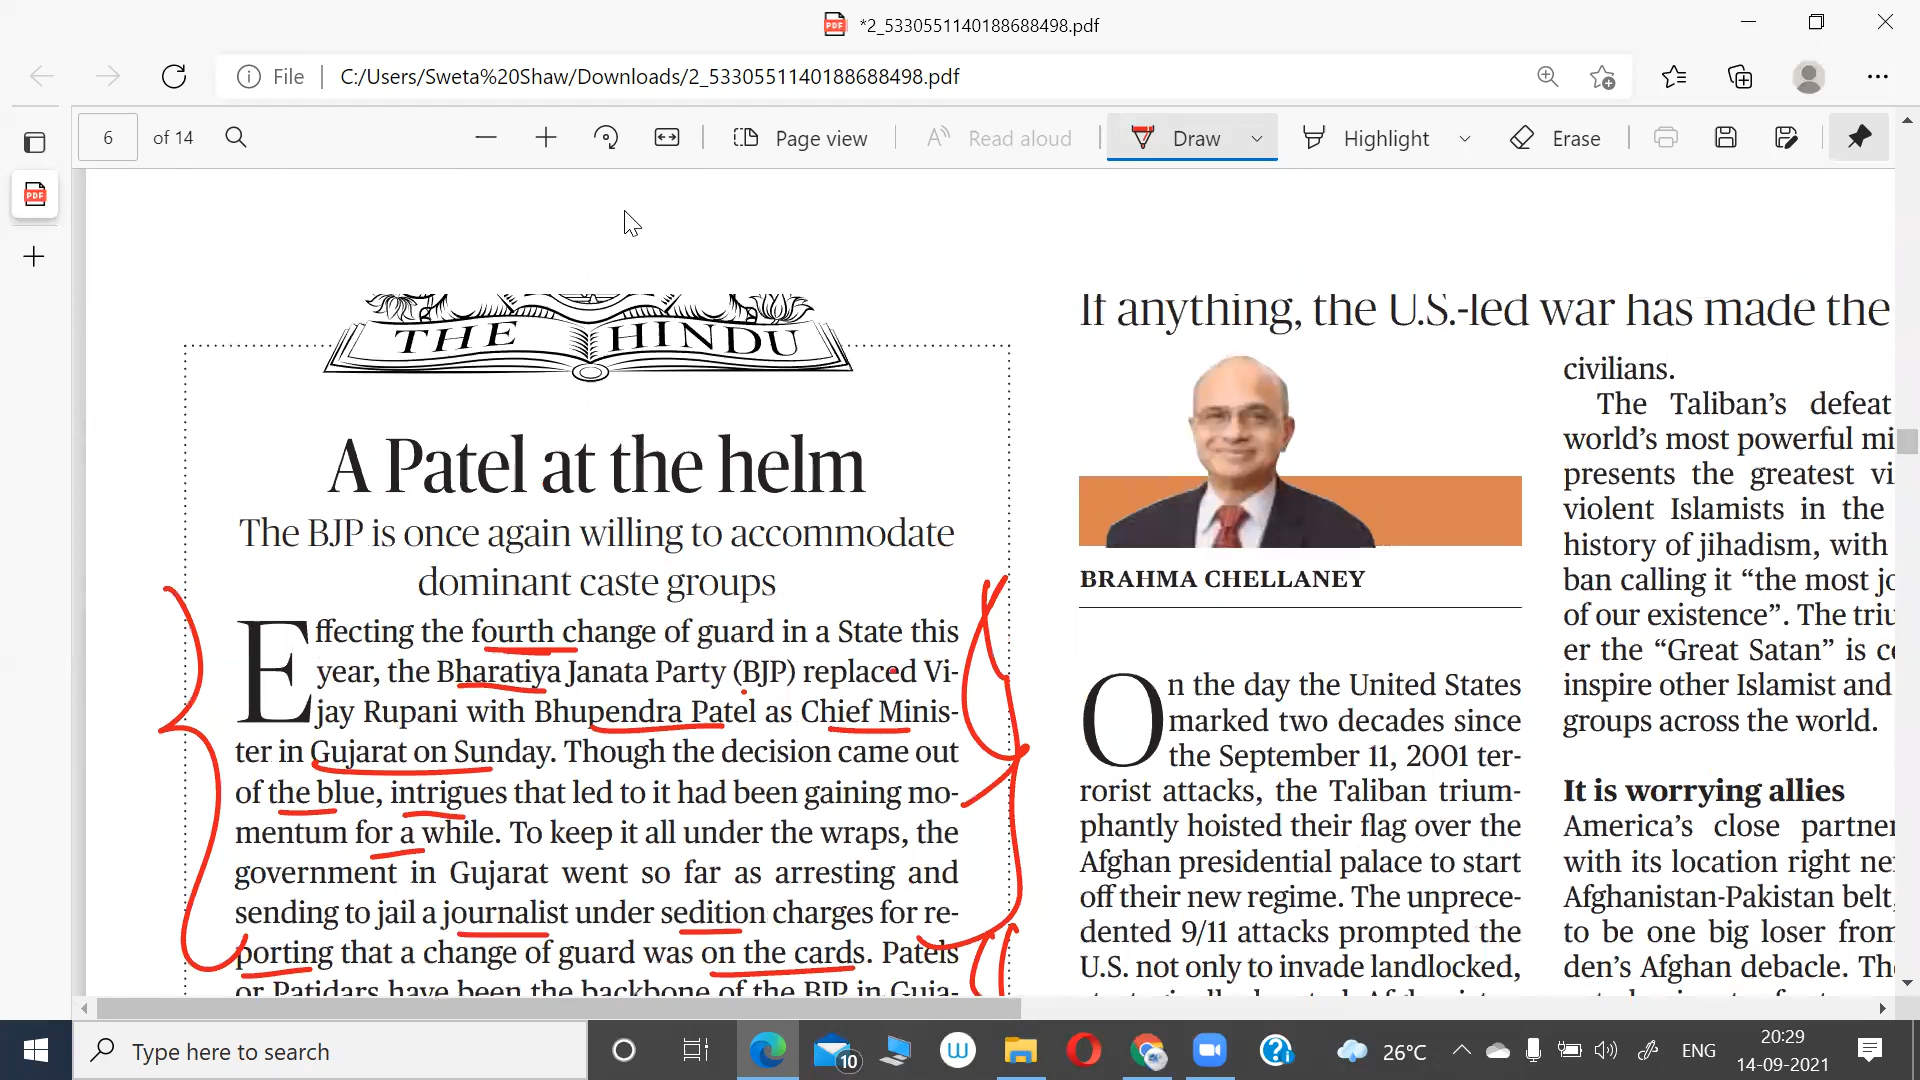 *2_5330551140188688498.pdf
File
C:/Users/Sweta%20Shaw/Downloads/2_5330551140188688498.pdf
6 of 14
Page view
Read aloud
Draw
Highlight
Erase
THE HINDU
A Patel at the helm
The BJP is once again willing to accommodate
dominant caste groups
Effecting the fourth change of guard in a State this
year, the Bharatiya Janata Party (BJP) replaced Vi-
jay Rupani with Bhupendra Patel as Chief Minis-
ter in Gujarat on Sunday. Though the decision came out
of the blue, intrigues that led to it had been gaining mo-
mentum for a while. To keep it all under the wraps, the
government in Gujarat went so far as arresting and
sending to jail a journalist under sedition charges for re-
porting that a change of guard was on the cards. Patels
or Patidars have been the backbone of the BJP in Guja-
If anything, the U.S.-led war has made the
BRAHMA CHELLANEY
On the day the United States
marked two decades since
the September 11, 2001 ter-
rorist attacks, the Taliban trium-
phantly hoisted their flag over the
Afghan presidential palace to start
off their new regime. The unprece-
dented 9/11 attacks prompted the
U.S. not only to invade landlocked,
civilians.
The Taliban's defeat
world's most powerful mi
presents the greatest vi
violent Islamists in the
history of jihadism, with
ban calling it “the most jo
of our existence”. The triu
er the “Great Satan” is ce
inspire other Islamist and
groups across the world.
It is worrying allies
America's close partner
with its location right ne
Afghanistan-Pakistan belt,
to be one big loser from
den's Afghan debacle. Th
Type here to search
10
26°C
ENG
20:29
14-09-2021